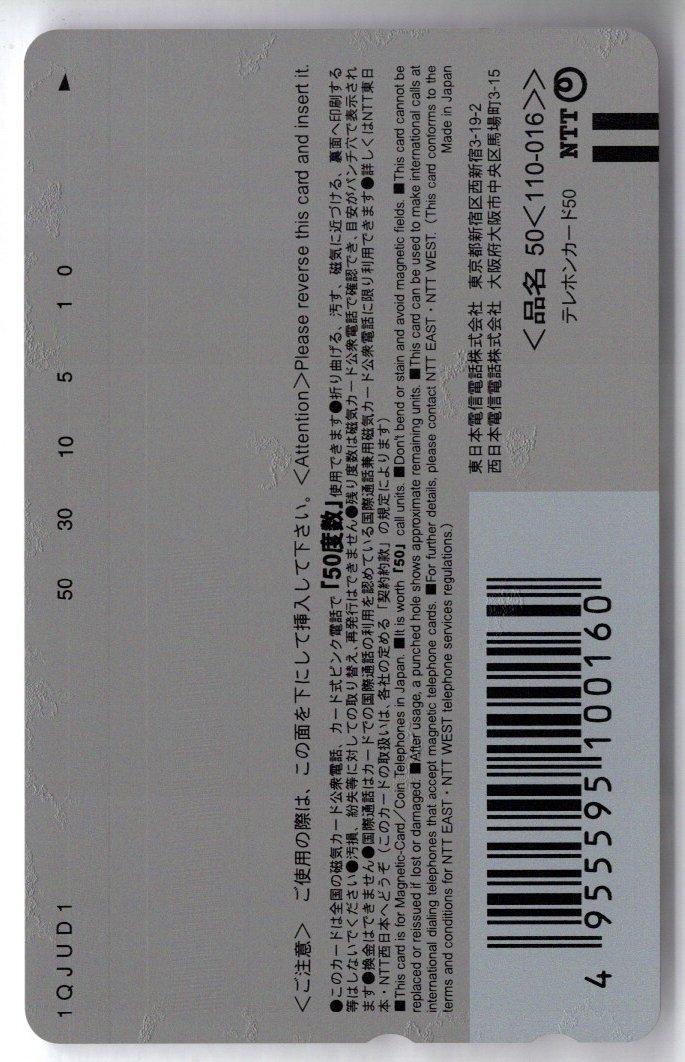 1QJUD1 50 30 10 5 1 0
<ご注意> ご使用の際は、この面を下にして挿入して下さい。<Attention>Please reverse this card and insert it.
●このカードは全国の磁気カード公衆電話、カード式ピンク電話で「50度数」使用できます●折り曲げる、汚す、磁気に近づける、裏面へ印刷する
等はしないでください●汚損、紛失等に対しての取り替え、再発行はできません●残り度数は磁気カード公衆電話で確認でき、目安がパンチ穴で表示され
ます●換金はできません●国際通話はカードでの国際通話の利用を認めている国際通話兼用磁気カード公衆電話に限り利用できます●詳しくはNTT東日
本・NTT西日本へどうぞ(このカードの取扱いは、各社の定める「契約約款」の規定によります)
■This card is for Magnetic-Card/Coin Telephones in Japan. ■It is worth「50」call units. ■Don't bend or stain and avoid magnetic fields. ■This card cannot be
replaced or reissued if lost or damaged. ■After usage, a punched hole shows approximate remaining units. ■This card can be used to make international calls at
international dialing telephones that accept magnetic telephone cards. ■For further details, please contact NTT EAST・NTT WEST. (This card conforms to the
terms and conditions for NTT EAST・NTT WEST telephone services regulations.) Made in Japan
東日本電信電話株式会社 東京都新宿区西新宿3-19-2
西日本電信電話株式会社 大阪府大阪市中央区馬場町3-15
<品名 50<110-016>>
テレホンカード50 NTT
4 955595 100160